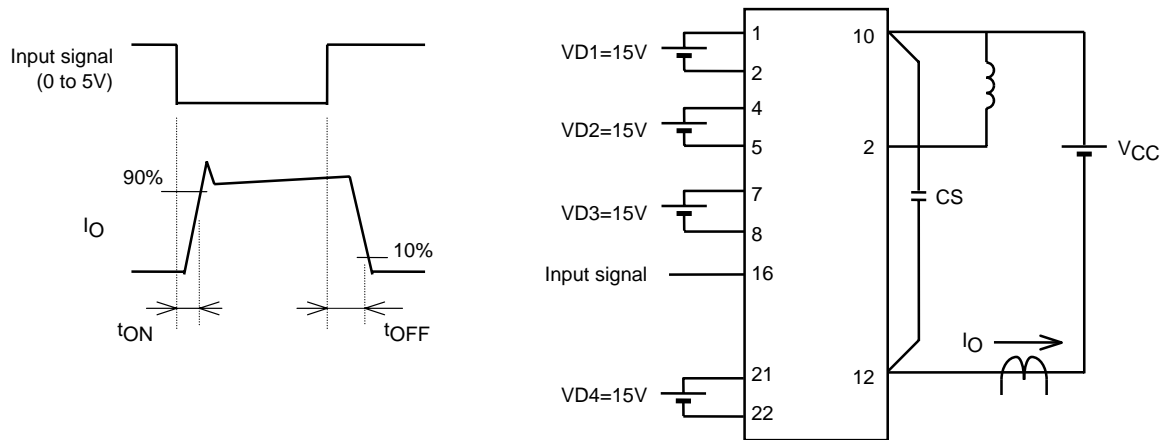 Input signal
(0 to 5V)
90%
IO
10%
tON
tOFF
VD1=15V
1
2
VD2=15V
4
5
VD3=15V
7
8
Input signal
16
VD4=15V
21
22
10
2
12
CS
VCC
IO